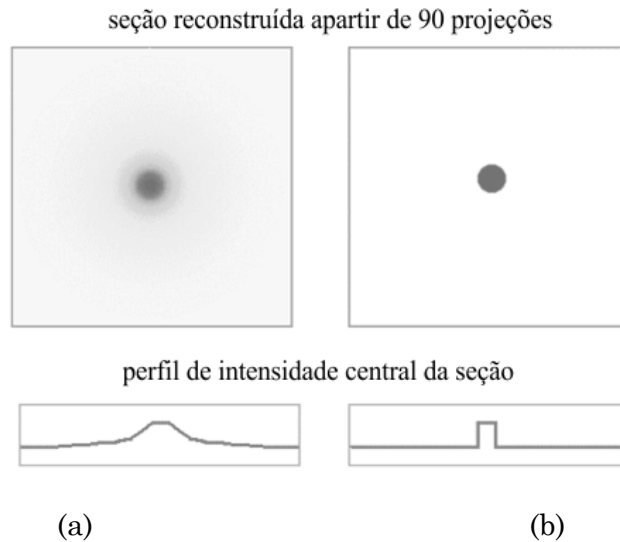 seção reconstruída apartir de 90 projeções
perfil de intensidade central da seção
(a) (b)